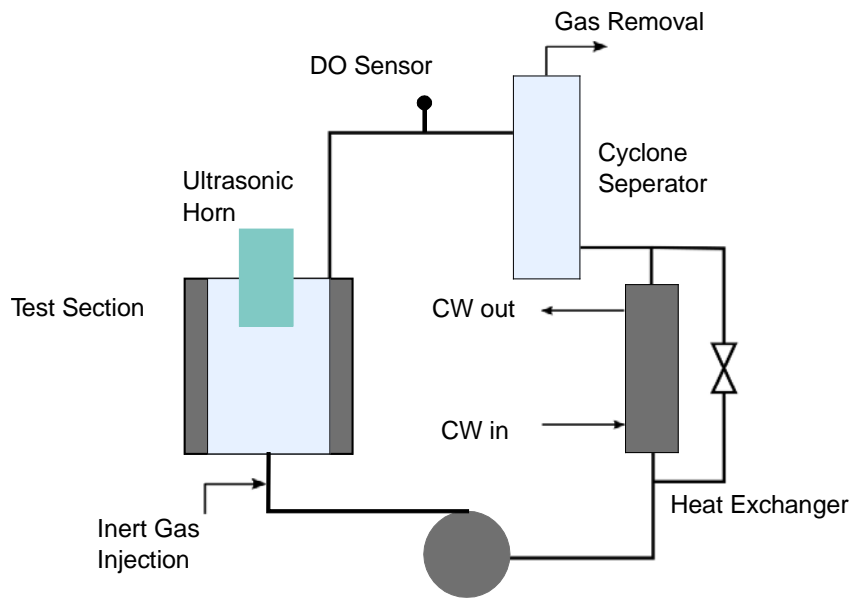 Gas Removal
DO Sensor
Cyclone
Seperator
Ultrasonic
Horn
Test Section
CW out
CW in
Heat Exchanger
Inert Gas
Injection